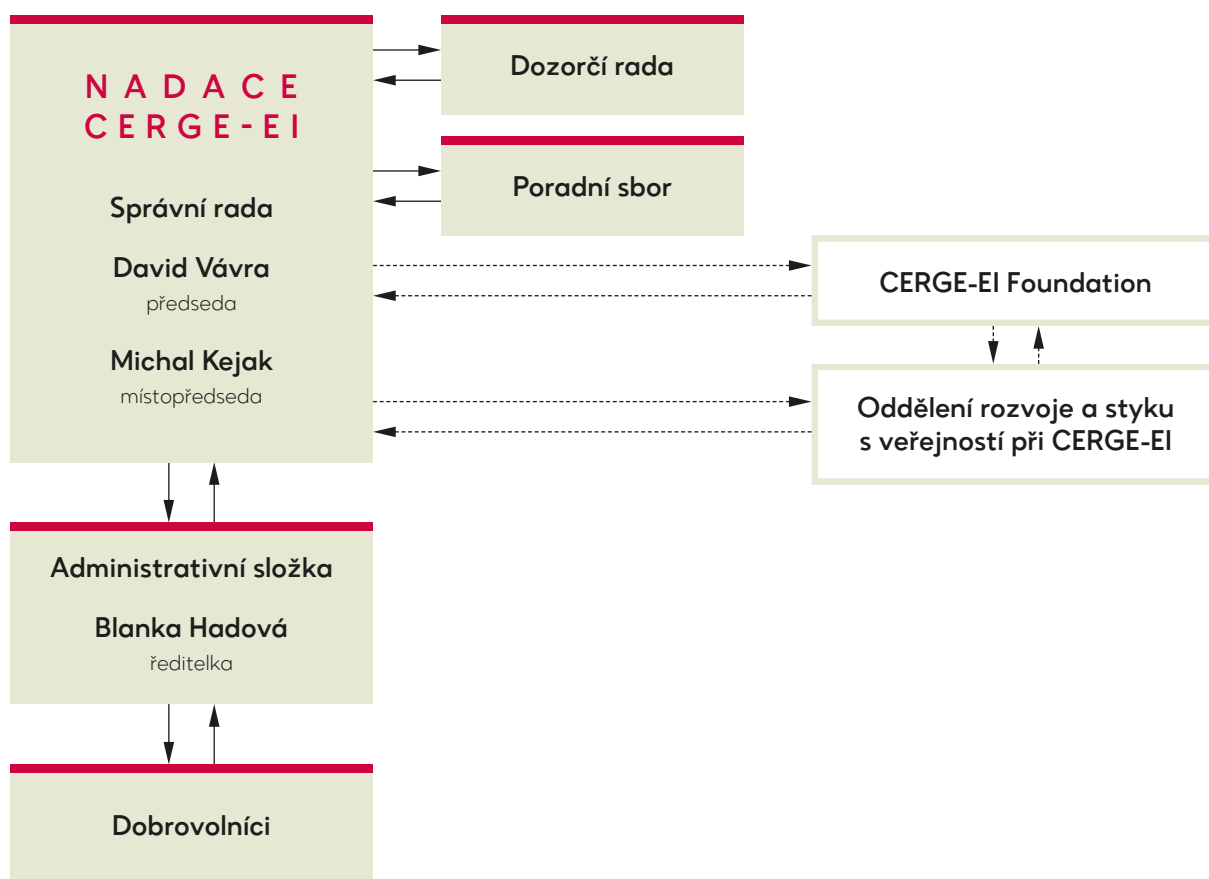 NADACE
CERGE-EI
Správní rada
David Vávra
předseda
Michal Kejak
místopředseda
Dozorčí rada
Poradní sbor
CERGE-EI Foundation
Oddělení rozvoje a styku
s veřejností při CERGE-EI
Administrativní složka
Blanka Hadová
ředitelka
Dobrovolníci